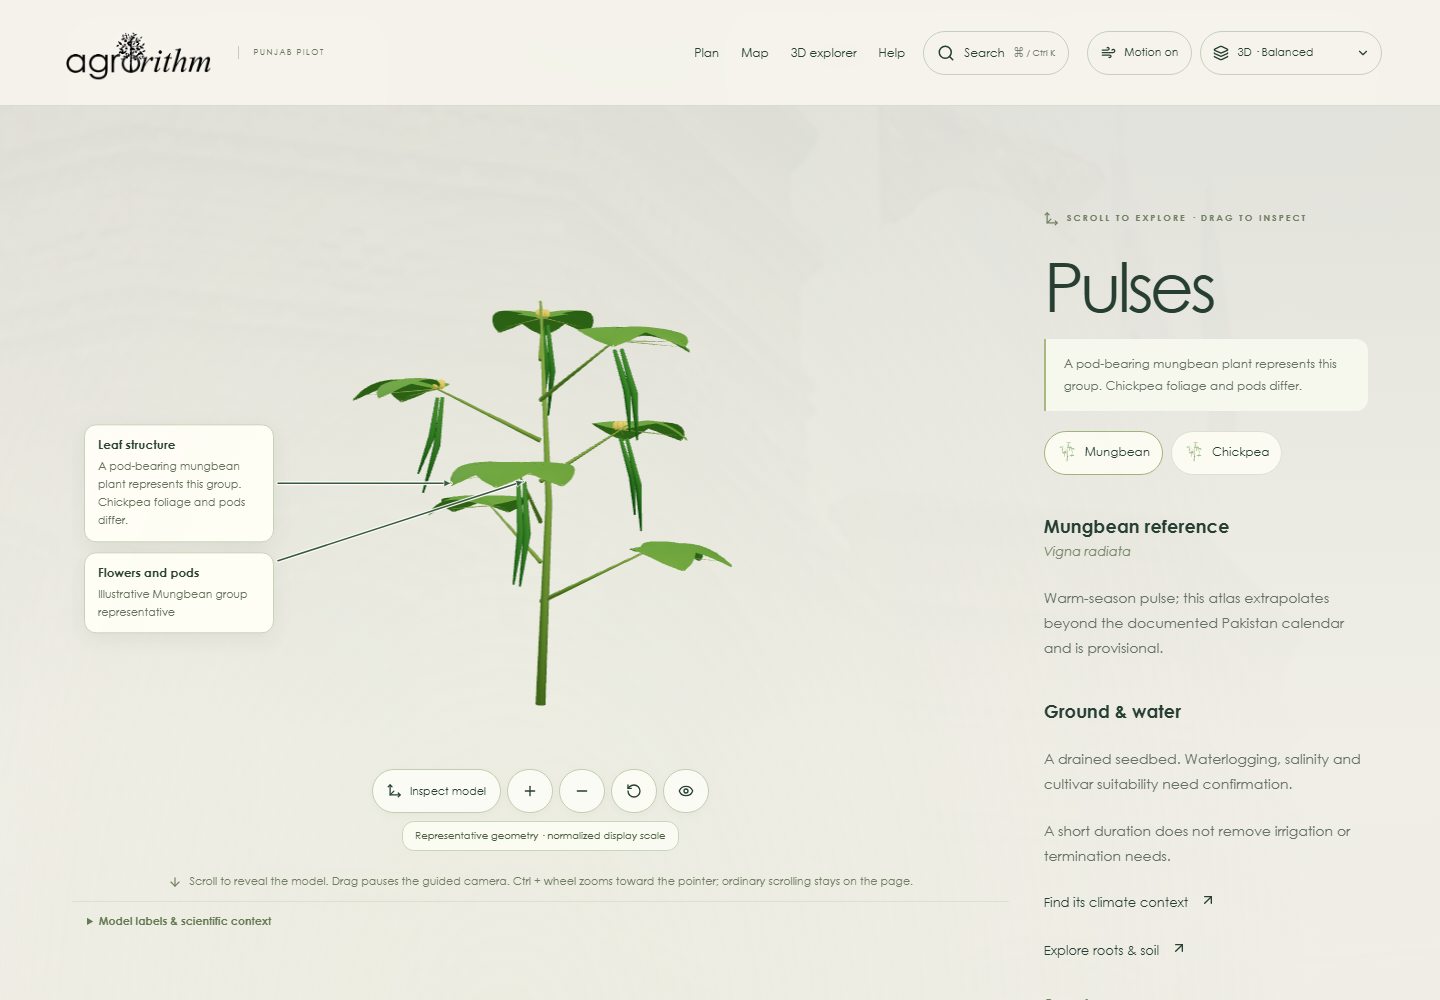 agrorithm
PUNJAB PILOT
Plan
Map
3D explorer
Help
Search ⌘ / Ctrl K
Motion on
3D · Balanced
SCROLL TO EXPLORE · DRAG TO INSPECT
Pulses
A pod-bearing mungbean plant represents this
group. Chickpea foliage and pods differ.
Mungbean
Chickpea
Leaf structure
A pod-bearing mungbean
plant represents this group.
Chickpea foliage and pods
differ.
Flowers and pods
Illustrative Mungbean group
representative
Mungbean reference
Vigna radiata
Warm-season pulse; this atlas extrapolates
beyond the documented Pakistan calendar
and is provisional.
Ground & water
A drained seedbed. Waterlogging, salinity and
cultivar suitability need confirmation.
A short duration does not remove irrigation or
termination needs.
Find its climate context
Explore roots & soil
Inspect model
Representative geometry · normalized display scale
Scroll to reveal the model. Drag pauses the guided camera. Ctrl + wheel zooms toward the pointer; ordinary scrolling stays on the page.
Model labels & scientific context